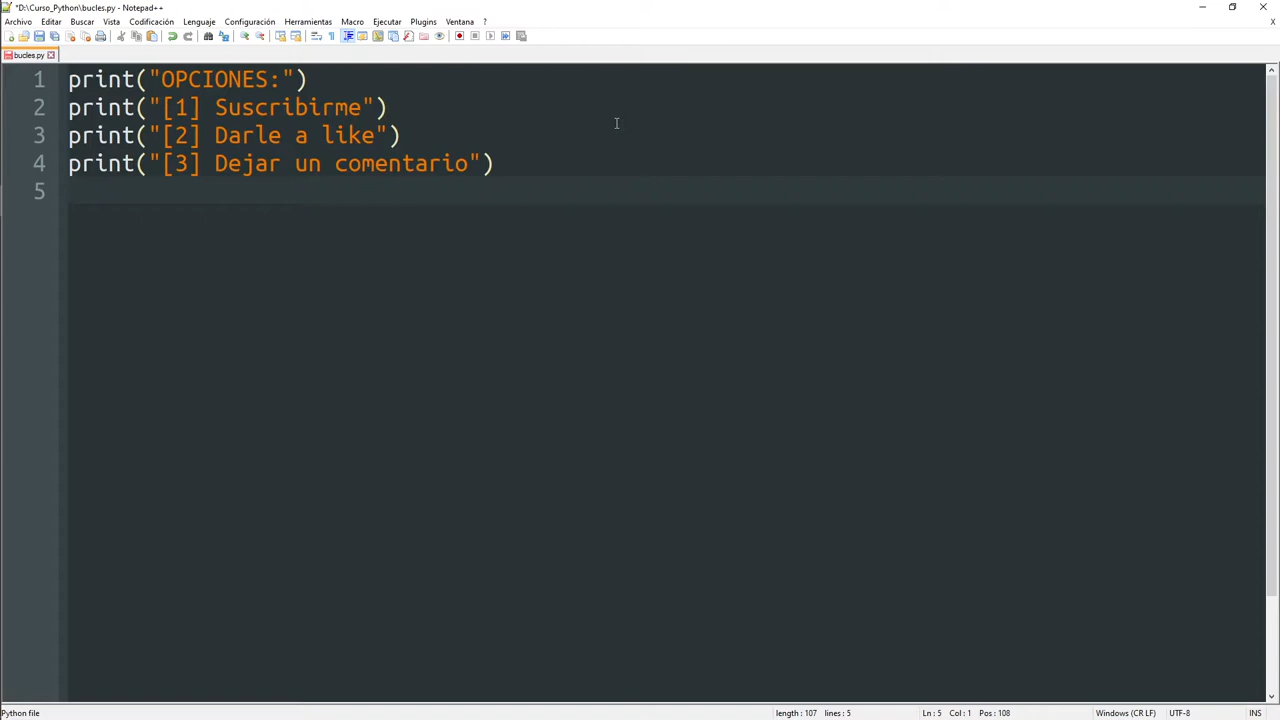 *D:\Curso_Python\bucles.py - Notepad++
Archivo Editar Buscar Vista Codificación Lenguaje Configuración Herramientas Macro Ejecutar Plugins Ventana ? X
bucles.py
1 print("OPCIONES:")
2 print("[1] Suscribirme")
3 print("[2] Darle a like")
4 print("[3] Dejar un comentario")
5
Python file length : 107 lines : 5 Ln : 5 Col : 1 Pos : 108 Windows (CR LF) UTF-8 INS